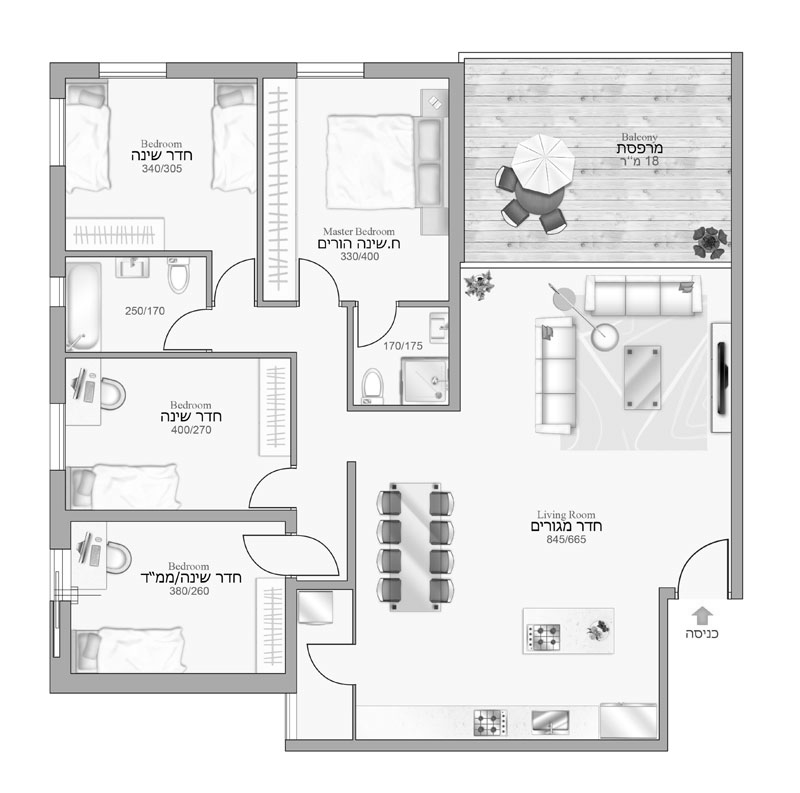 Bedroom
חדר שינה
340/305
Master Bedroom
ח.שינה הורים
330/400
Balcony
מרפסת
18 מ''ר
250/170
170/175
Bedroom
חדר שינה
400/270
Living Room
חדר מגורים
845/665
Bedroom
חדר שינה/ממ"ד
380/260
כניסה